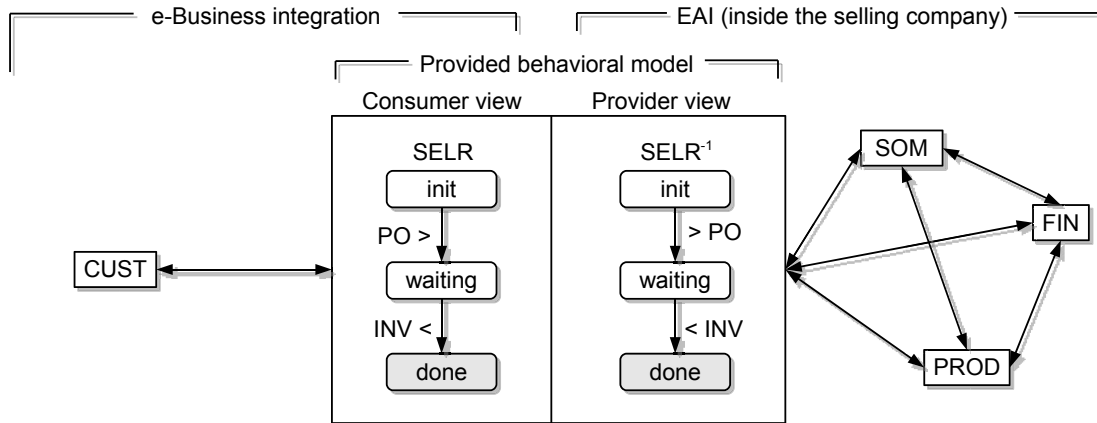 e-Business integration
EAI (inside the selling company)
Provided behavioral model
Consumer view
Provider view
SELR
init
PO >
waiting
INV <
done
SELR-1
init
> PO
waiting
< INV
done
CUST
SOM
FIN
PROD